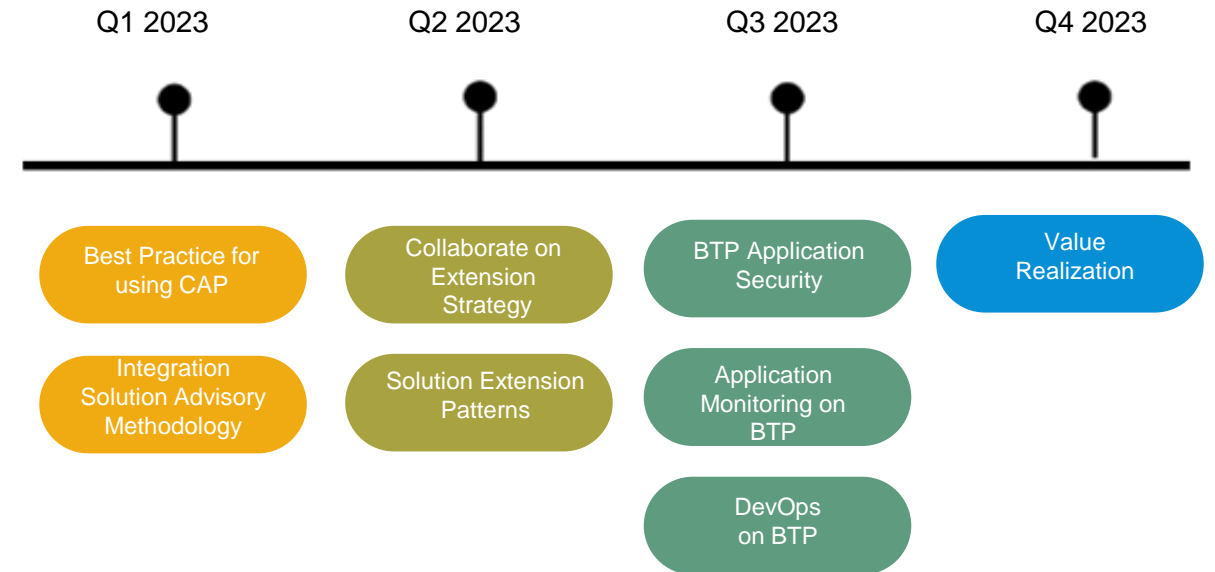 Q1 2023
Q2 2023
Q3 2023
Q4 2023
Best Practice for
using CAP
Integration
Solution Advisory
Methodology
Collaborate on
Extension
Strategy
Solution Extension
Patterns
BTP Application
Security
Application
Monitoring on
BTP
DevOps
on BTP
Value
Realization